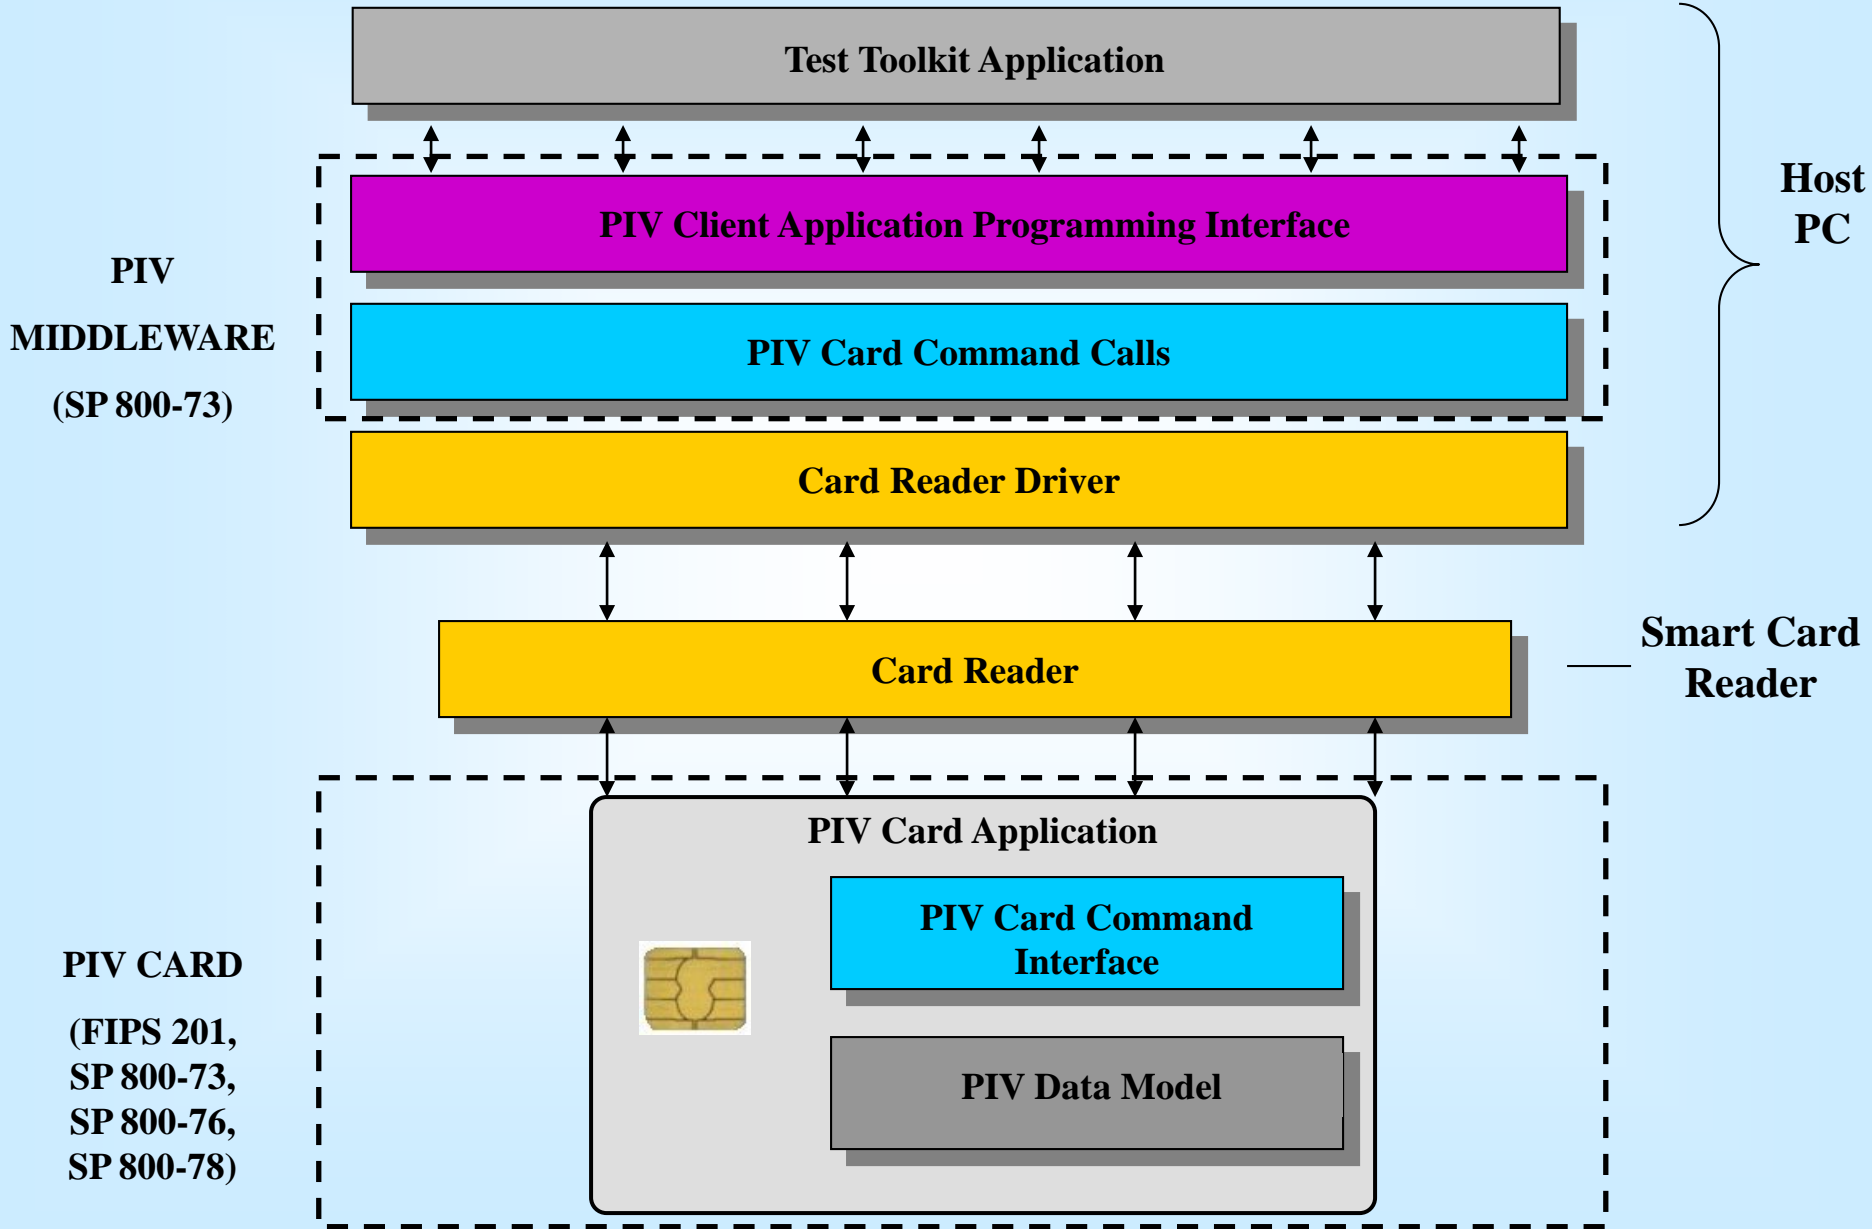 Test Toolkit Application
PIV Client Application Programming Interface
Host
PC
PIV
MIDDLEWARE
(SP 800-73)
PIV Card Command Calls
Card Reader Driver
Card Reader
Smart Card
Reader
PIV Card Application
PIV Card Command
Interface
PIV Data Model
PIV CARD
(FIPS 201,
SP 800-73,
SP 800-76,
SP 800-78)